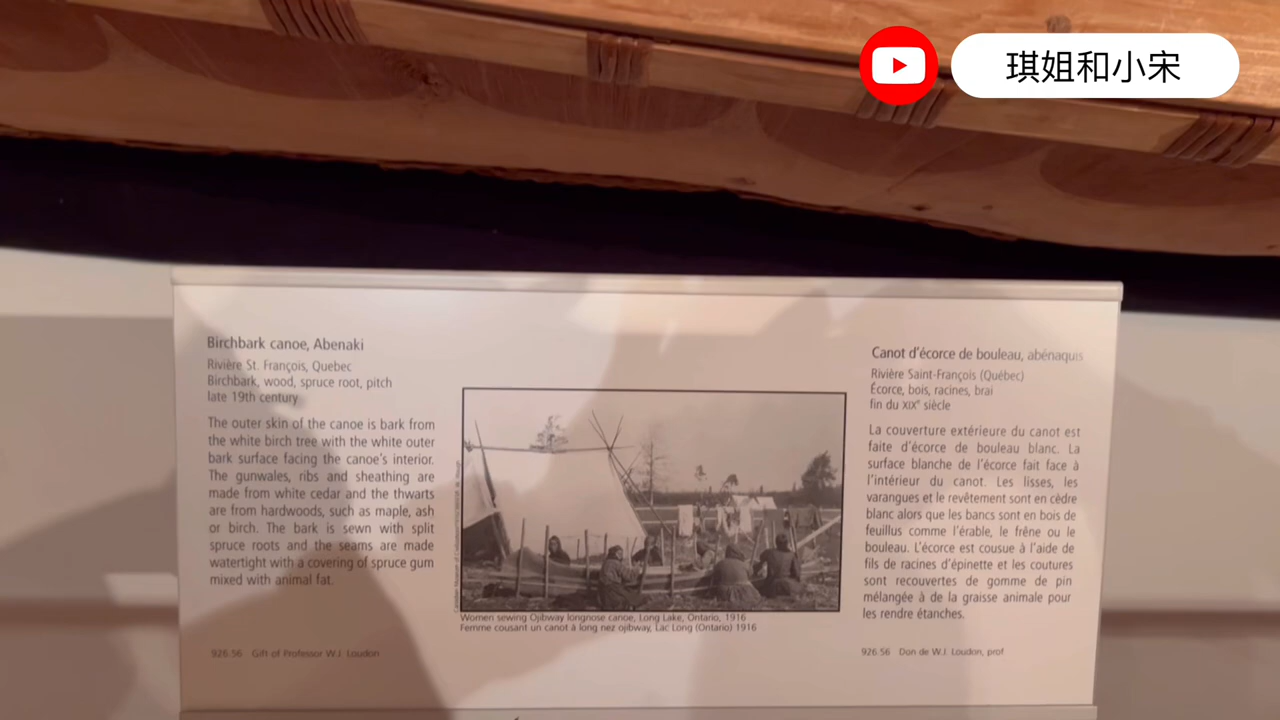 琪姐和小宋
Birchbark canoe, Abenaki
Rivière St. François, Quebec
Birchbark, wood, spruce root, pitch
late 19th century
The outer skin of the canoe is bark from
the white birch tree with the white outer
bark surface facing the canoe's interior.
The gunwales, ribs and sheathing are
made from white cedar and the thwarts
are from hardwoods, such as maple, ash
or birch. The bark is sewn with split
spruce roots and the seams are made
watertight with a covering of spruce gum
mixed with animal fat.
926.56 Gift of Professor W.J. Loudon
Women sewing Ojibway longnose canoe, Long Lake, Ontario, 1916
Femme cousant un canot à long nez ojibway, Lac Long (Ontario) 1916
Canot d'écorce de bouleau, abénaquis
Rivière Saint-François (Québec)
Écorce, bois, racines, brai
fin du XIXe siècle
La couverture extérieure du canot est
faite d'écorce de bouleau blanc. La
surface blanche de l'écorce fait face à
l'intérieur du canot. Les lisses, les
varangues et le revêtement sont en cèdre
blanc alors que les bancs sont en bois de
feuillus comme l'érable, le frêne ou le
bouleau. L'écorce est cousue à l'aide de
fils de racines d'épinette et les coutures
sont recouvertes de gomme de pin
mélangée à de la graisse animale pour
les rendre étanches.
926.56 Don de W.J. Loudon, prof